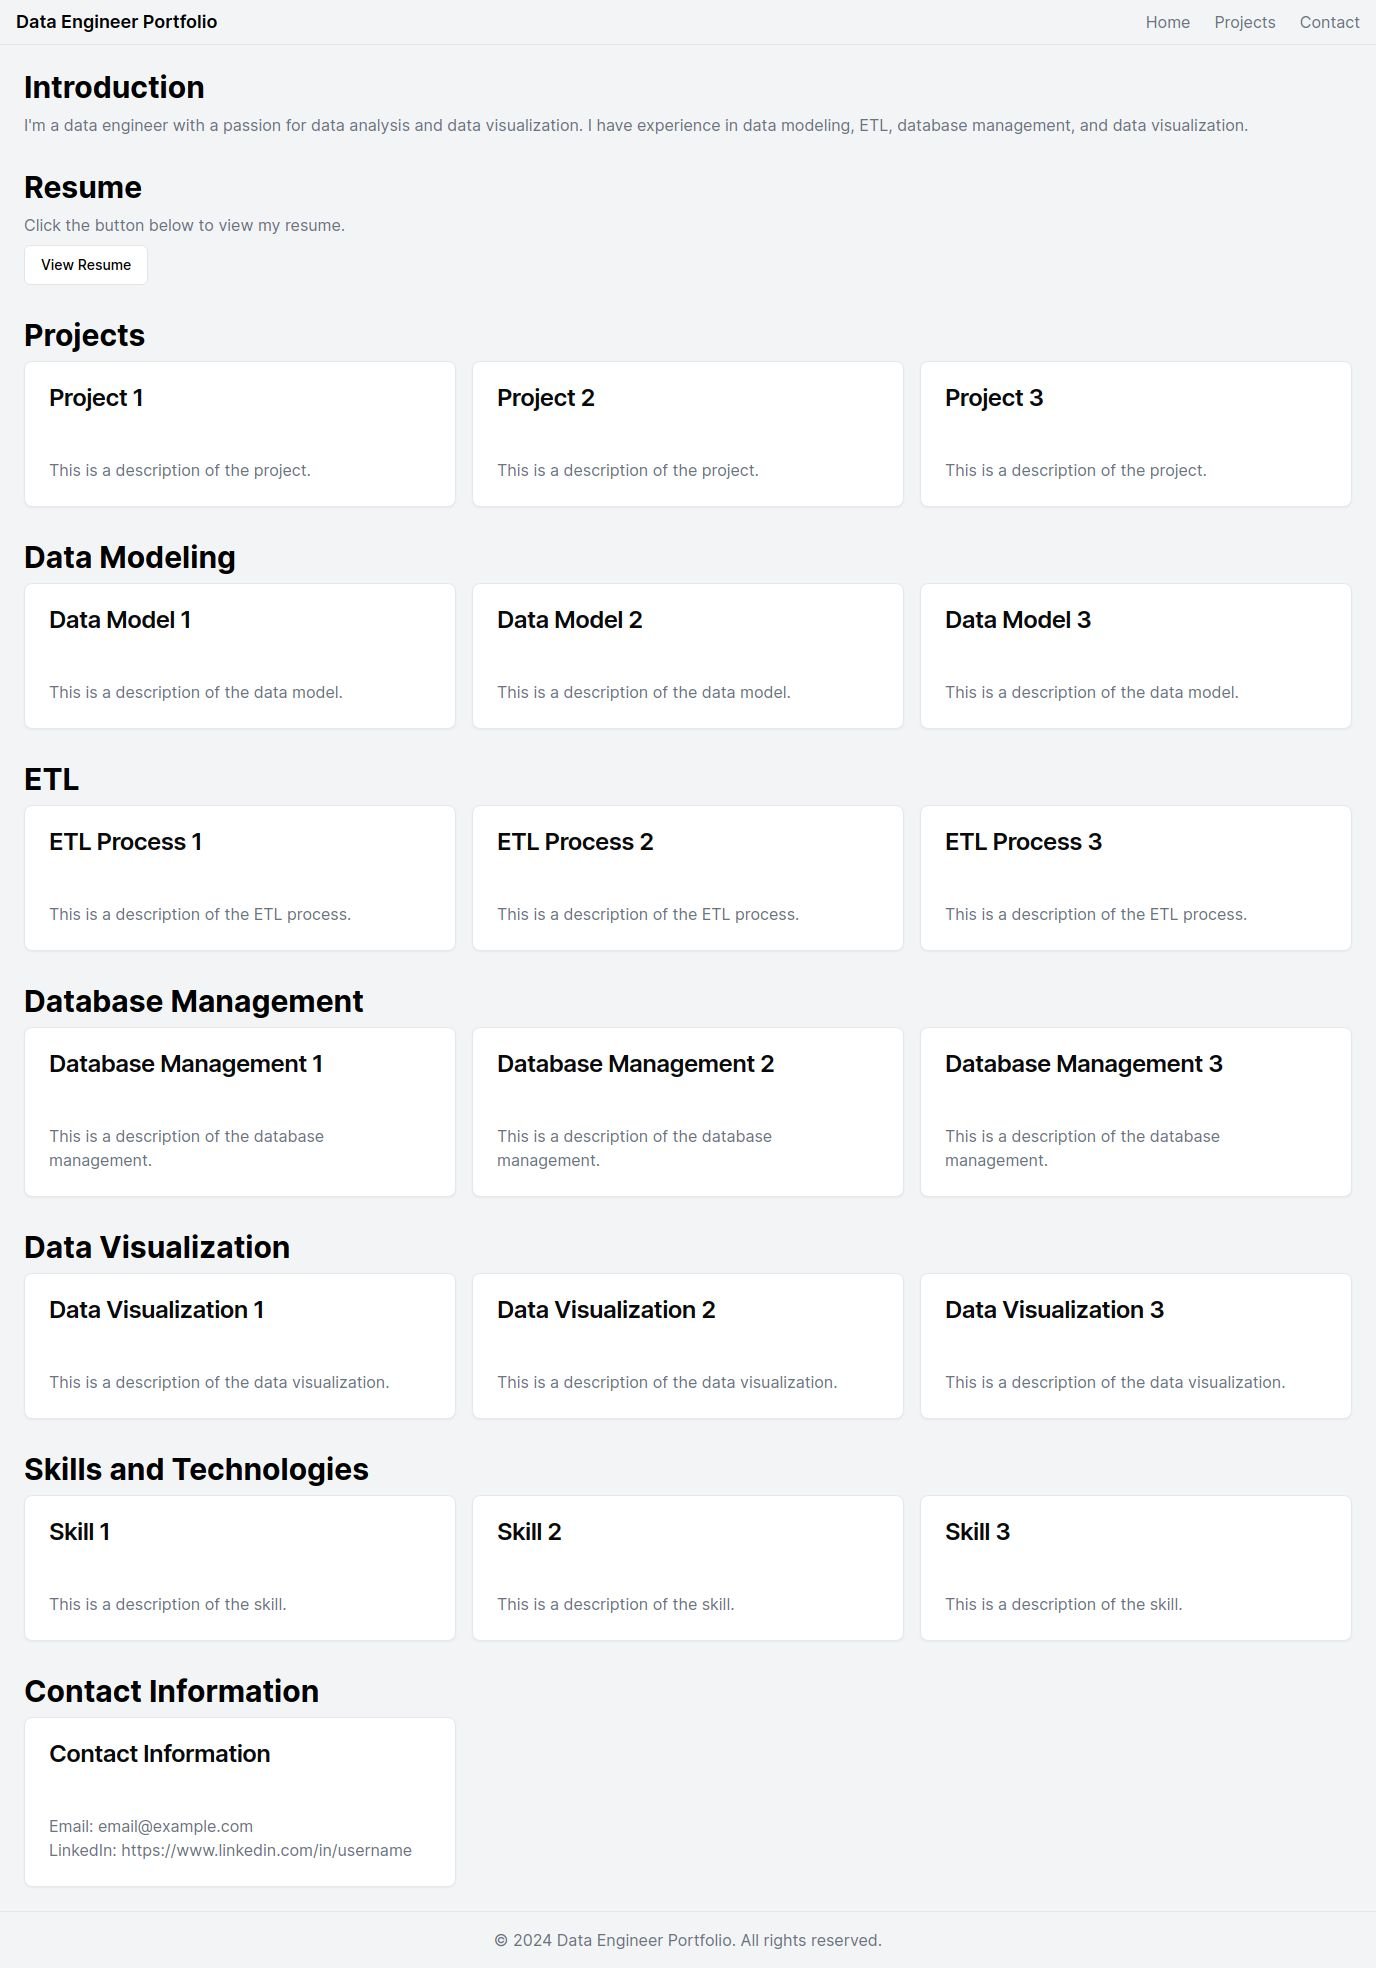 Data Engineer Portfolio
Home Projects Contact
Introduction
I'm a data engineer with a passion for data analysis and data visualization. I have experience in data modeling, ETL, database management, and data visualization.
Resume
Click the button below to view my resume.
View Resume
Projects
Project 1
This is a description of the project.
Project 2
This is a description of the project.
Project 3
This is a description of the project.
Data Modeling
Data Model 1
This is a description of the data model.
Data Model 2
This is a description of the data model.
Data Model 3
This is a description of the data model.
ETL
ETL Process 1
This is a description of the ETL process.
ETL Process 2
This is a description of the ETL process.
ETL Process 3
This is a description of the ETL process.
Database Management
Database Management 1
This is a description of the database
management.
Database Management 2
This is a description of the database
management.
Database Management 3
This is a description of the database
management.
Data Visualization
Data Visualization 1
This is a description of the data visualization.
Data Visualization 2
This is a description of the data visualization.
Data Visualization 3
This is a description of the data visualization.
Skills and Technologies
Skill 1
This is a description of the skill.
Skill 2
This is a description of the skill.
Skill 3
This is a description of the skill.
Contact Information
Contact Information
Email: email@example.com
LinkedIn: https://www.linkedin.com/in/username
© 2024 Data Engineer Portfolio. All rights reserved.